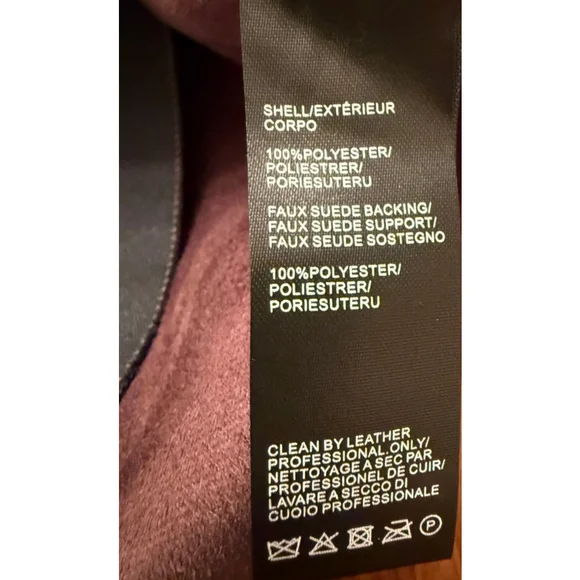 SHELL/EXTÉRIEUR
CORPO
100%POLYESTER/
POLIESTRER/
PORIESUTERU
FAUX SUEDE BACKING/
FAUX SUEDE SUPPORT/
FAUX SEUDE SOSTEGNO
100%POLYESTER/
POLIESTRER/
PORIESUTERU
CLEAN BY LEATHER
PROFESSIONAL.ONLY/
NETTOYAGE A SEC PAR
PROFESSIONEL DE CUIR/
LAVARE A SECCO DI
CUOIO PROFESSIONALE
P